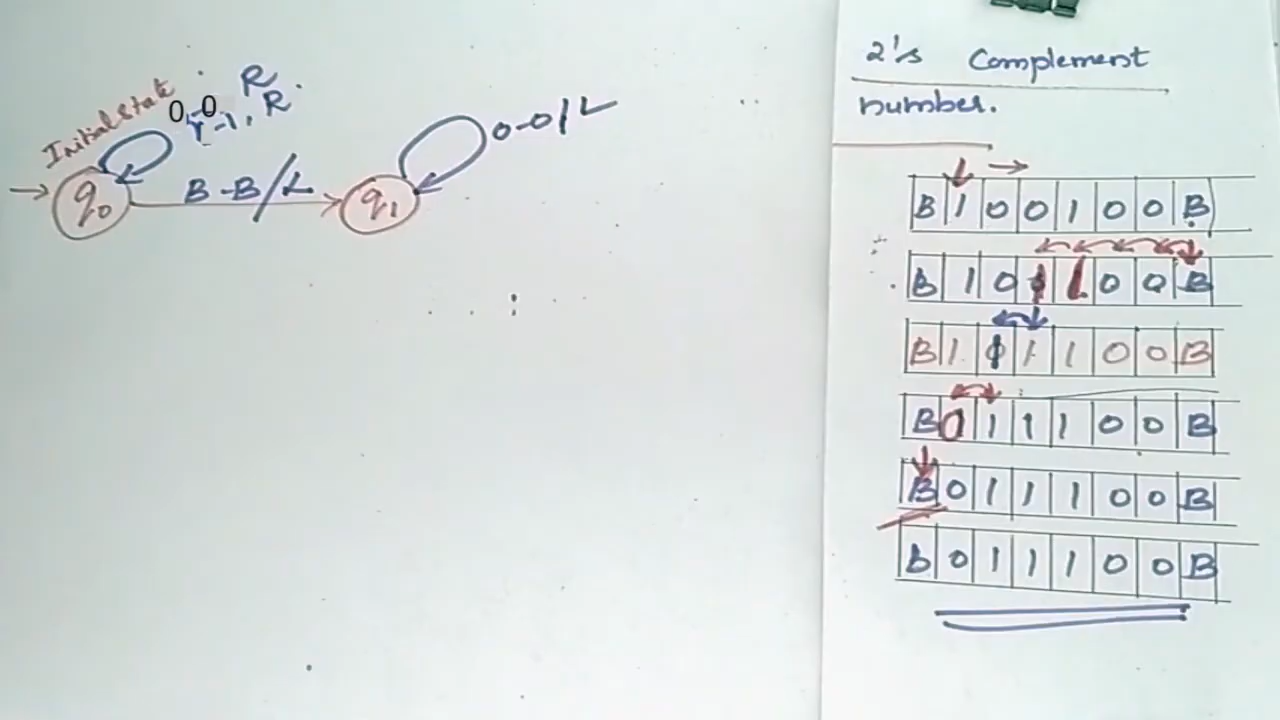 Initial state
0-0 R
1-1, R
q0
B-B/L
q1
0-0/L
2's Complement
number.
B 1 0 0 1 0 0 B
B 1 0 1 1 0 0 B
B 1 1 1 1 0 0 B
B 0 1 1 1 0 0 B
B 0 1 1 1 0 0 B
b 0 1 1 1 0 0 B